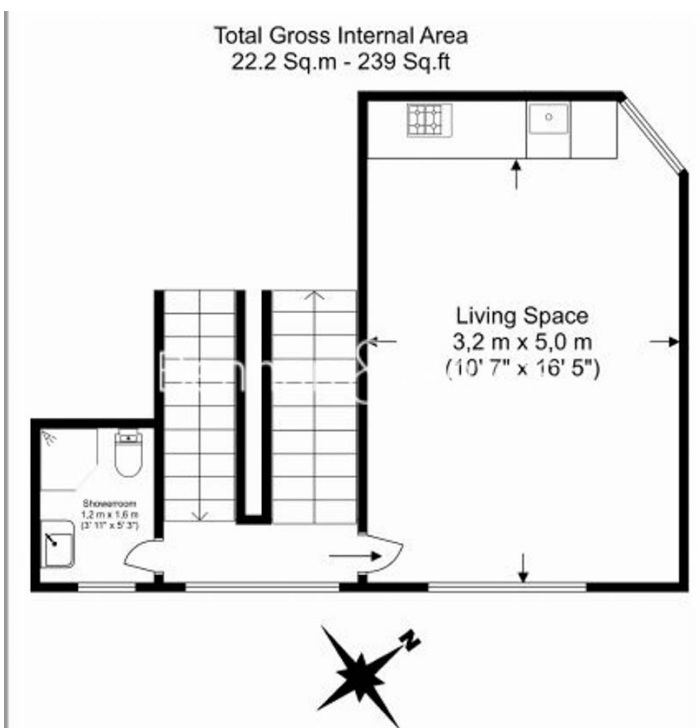 Total Gross Internal Area
22.2 Sq.m - 239 Sq.ft
Living Space
3,2 m x 5,0 m
(10' 7" x 16' 5")
Showerroom
1,2 m x 1,6 m
(3' 11" x 5' 3")
N